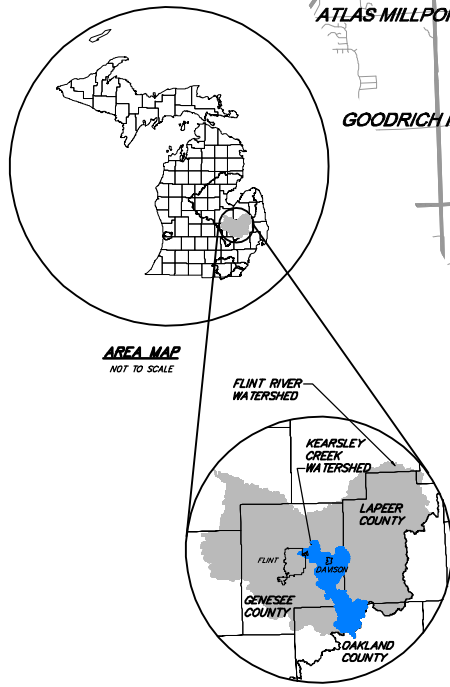 ATLAS MILLPO
GOODRICH
AREA MAP
NOT TO SCALE
FLINT RIVER
WATERSHED
KEARSLEY
CREEK
WATERSHED
LAPEER
COUNTY
FLINT
DAVISON
GENESEE
COUNTY
OAKLAND
COUNTY